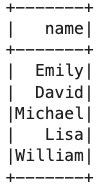 +-------+
|   name|
+-------+
|  Emily|
|  David|
|Michael|
|   Lisa|
|William|
+-------+